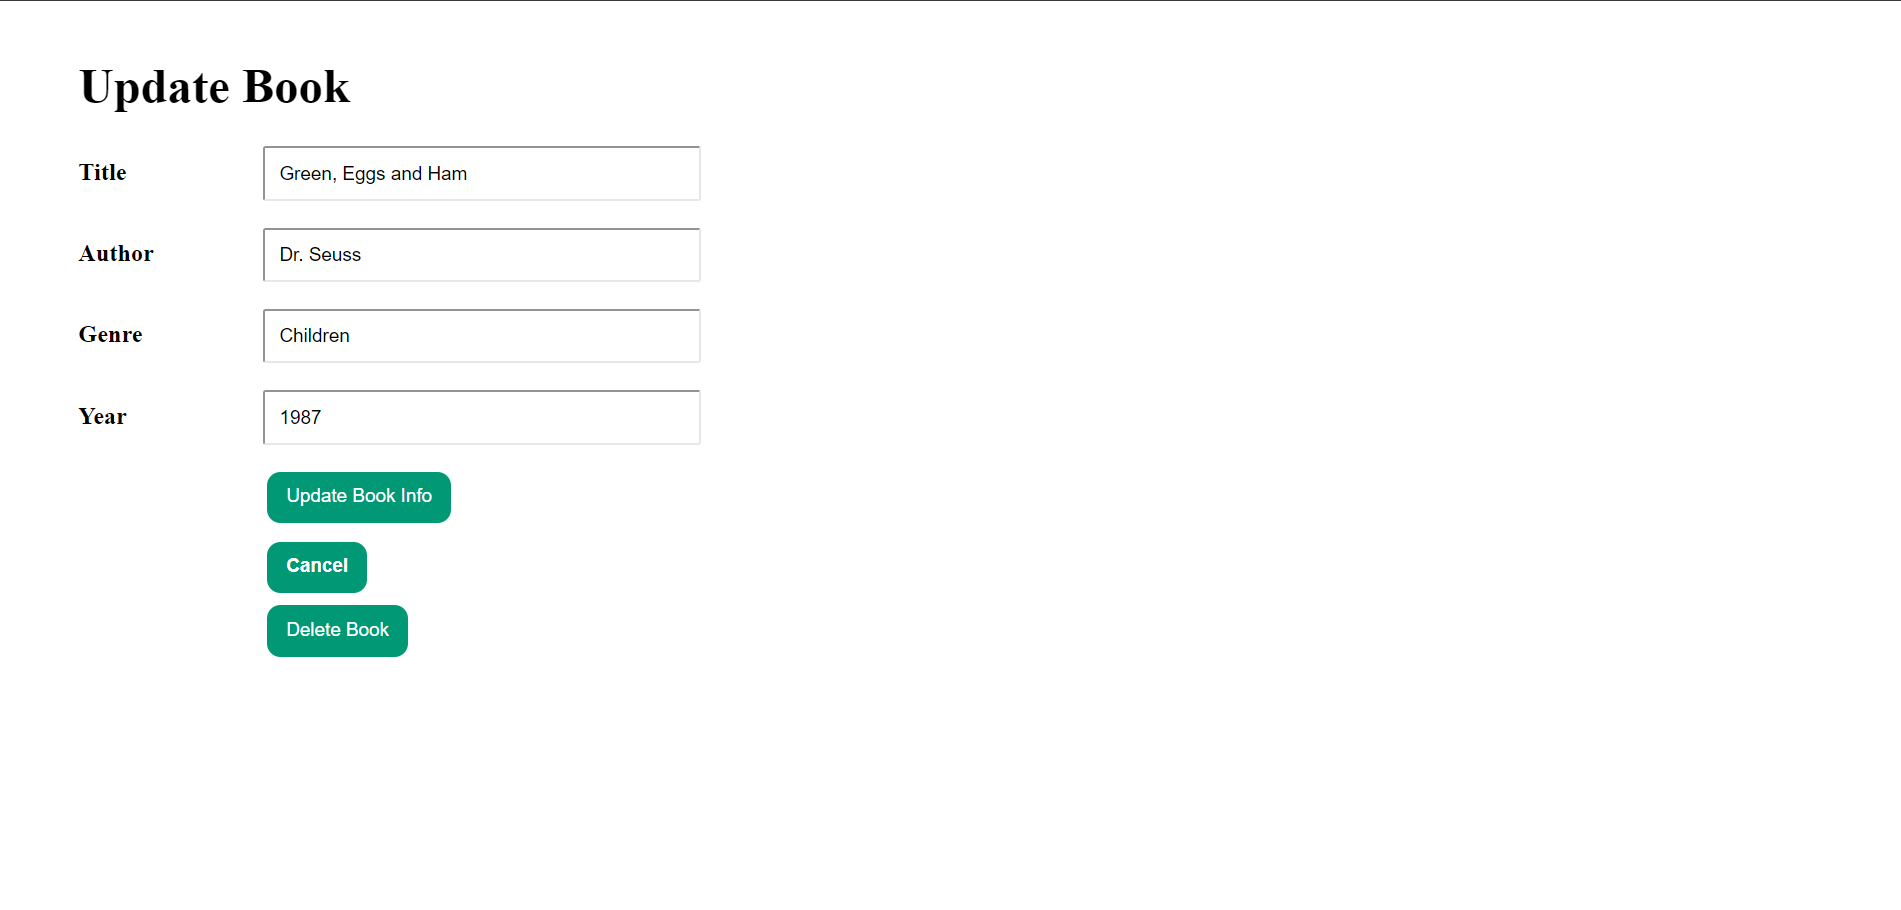 Update Book
Title
Green, Eggs and Ham
Author
Dr. Seuss
Genre
Children
Year
1987
Update Book Info
Cancel
Delete Book